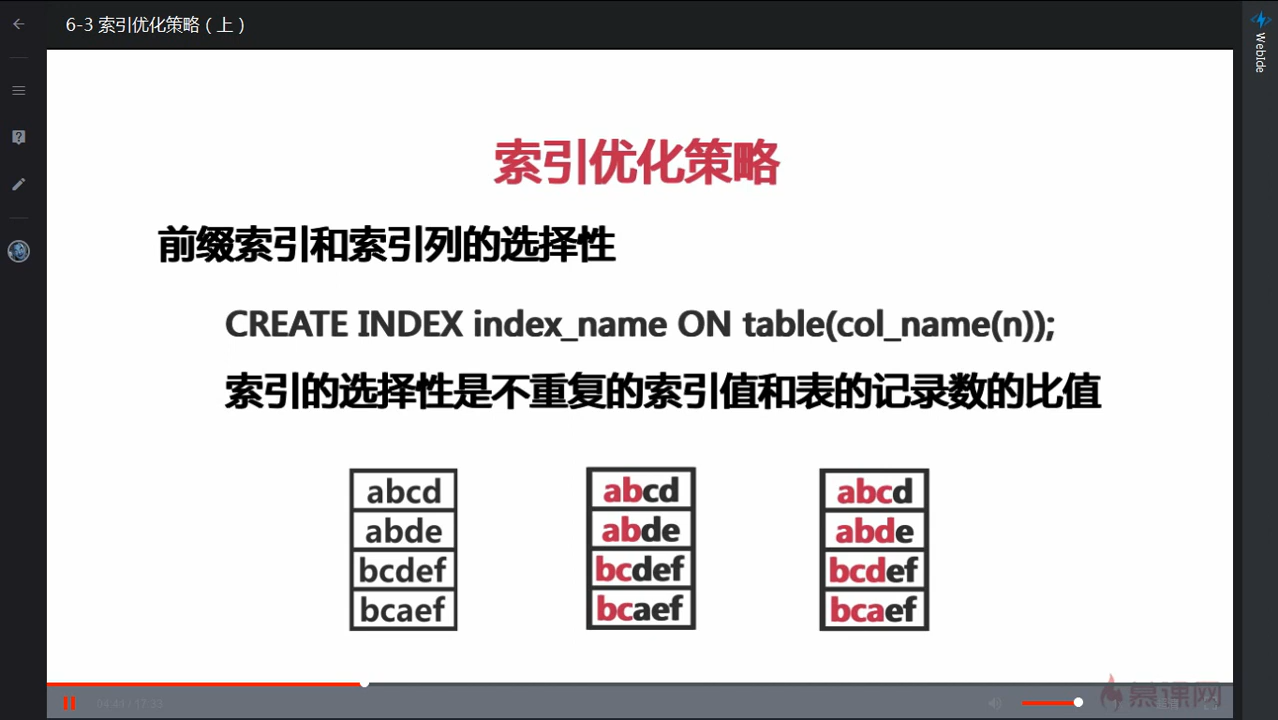 6-3 索引优化策略（上）
WebIde
索引优化策略
前缀索引和索引列的选择性
CREATE INDEX index_name ON table(col_name(n));
索引的选择性是不重复的索引值和表的记录数的比值
abcd abcd abcd
abde abde abde
bcdef bcdef bcdef
bcaef bcaef bcaef
04:41 / 17:33
慕课网